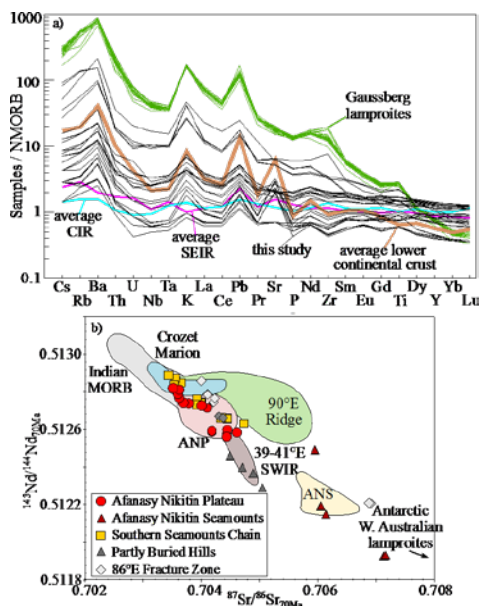 a)
1000
100
10
1
0.1
Samples / NMORB
Gaussberg
lamproites
average
CIR
average
SEIR
this study
average lower
continental crust
Cs Ba U Ta La Pb Sr Nd Sm Gd Dy Yb
Rb Th Nb K Ce Pr P Zr Eu Ti Y Lu
b)
0.5130
0.5126
0.5122
0.5118
143Nd/144Nd70Ma
Crozet
Marion
Indian
MORB
90°E
Ridge
ANP
39-41°E
SWIR
ANS
Antarctic
W. Australian
lamproites
Afanasy Nikitin Plateau
Afanasy Nikitin Seamounts
Southern Seamounts Chain
Partly Buried Hills
86°E Fracture Zone
0.702 0.704 0.706 0.708
87Sr/86Sr70Ma